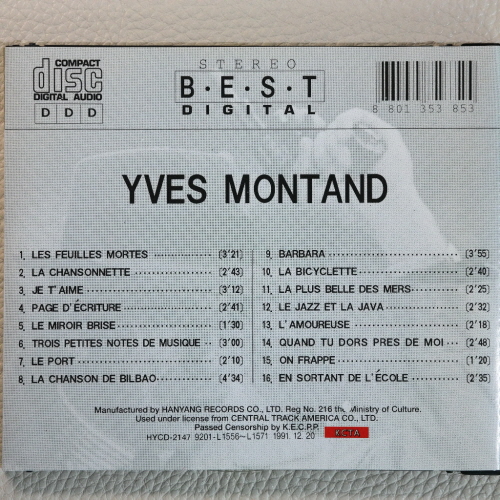 COMPACT
disc
DIGITAL AUDIO
D D D
STEREO
B·E·S·T
DIGITAL
8 801353 853
YVES MONTAND
1. LES FEUILLES MORTES ············ (3'21)
2. LA CHANSONNETTE ············ (2'43)
3. JE T'AIME ············ (3'12)
4. PAGE D'ÉCRITURE ············ (2'41)
5. LE MIROIR BRISE ············ (1'30)
6. TROIS PETITES NOTES DE MUSIQUE ·· (3'00)
7. LE PORT ············ (2'10)
8. LA CHANSON DE BILBAO ············ (4'34)
9. BARBARA ············ (3'55)
10. LA BICYCLETTE ············ (2'40)
11. LA PLUS BELLE DES MERS ············ (2'25)
12. LE JAZZ ET LA JAVA ············ (2'32)
13. L'AMOUREUSE ············ (2'18)
14. QUAND TU DORS PRES DE MOI ··· (2'48)
15. ON FRAPPE ············ (1'20)
16. EN SORTANT DE L'ÉCOLE ············ (2'35)
Manufactured by HANYANG RECORDS CO., LTD. Reg No. 216 the Ministry of Culture.
Used under license from CENTRAL TRACK AMERICA CO., LTD.
Passed Censorship by K.E.C.P.P.
HYCD-2147 9201-L1556~L1571 1991. 12. 20
KCTA